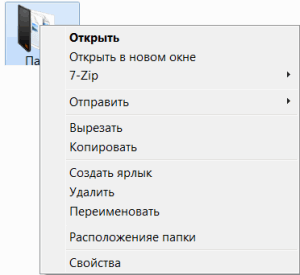 Па
Открыть
Открыть в новом окне
7-Zip
Отправить
Вырезать
Копировать
Создать ярлык
Удалить
Переименовать
Расположенияе папки
Свойства